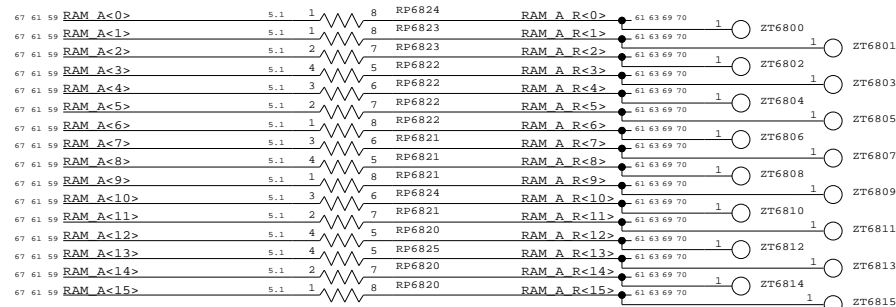 67 61 59 RAM_A<0> 5.1 1 8 RP6824 RAM_A_R<0> 61 63 69 70 1 ZT6800
67 61 59 RAM_A<1> 5.1 1 8 RP6823 RAM_A_R<1> 1 ZT6801
67 61 59 RAM_A<2> 5.1 2 7 RP6823 RAM_A_R<2> 61 63 69 70 1 ZT6802
67 61 59 RAM_A<3> 5.1 4 5 RP6822 RAM_A_R<3> 61 63 69 70 1 ZT6803
67 61 59 RAM_A<4> 5.1 3 6 RP6822 RAM_A_R<4> 61 63 69 70 1 ZT6804
67 61 59 RAM_A<5> 5.1 2 7 RP6822 RAM_A_R<5> 61 63 69 70 1 ZT6805
67 61 59 RAM_A<6> 5.1 1 8 RP6822 RAM_A_R<6> 61 63 69 70 1 ZT6806
67 61 59 RAM_A<7> 5.1 3 6 RP6821 RAM_A_R<7> 61 63 69 70 1 ZT6807
67 61 59 RAM_A<8> 5.1 4 5 RP6821 RAM_A_R<8> 61 63 69 70 1 ZT6808
67 61 59 RAM_A<9> 5.1 1 8 RP6821 RAM_A_R<9> 61 63 69 70 1 ZT6809
67 61 59 RAM_A<10> 5.1 3 6 RP6824 RAM_A_R<10> 61 63 69 70 1 ZT6810
67 61 59 RAM_A<11> 5.1 2 7 RP6821 RAM_A_R<11> 61 63 69 70 1 ZT6811
67 61 59 RAM_A<12> 5.1 4 5 RP6820 RAM_A_R<12> 61 63 69 70 1 ZT6812
67 61 59 RAM_A<13> 5.1 4 5 RP6825 RAM_A_R<13> 61 63 69 70 1 ZT6813
67 61 59 RAM_A<14> 5.1 2 7 RP6820 RAM_A_R<14> 61 63 69 70 1 ZT6814
67 61 59 RAM_A<15> 5.1 1 8 RP6820 RAM_A_R<15> 61 63 69 70 1 ZT6815